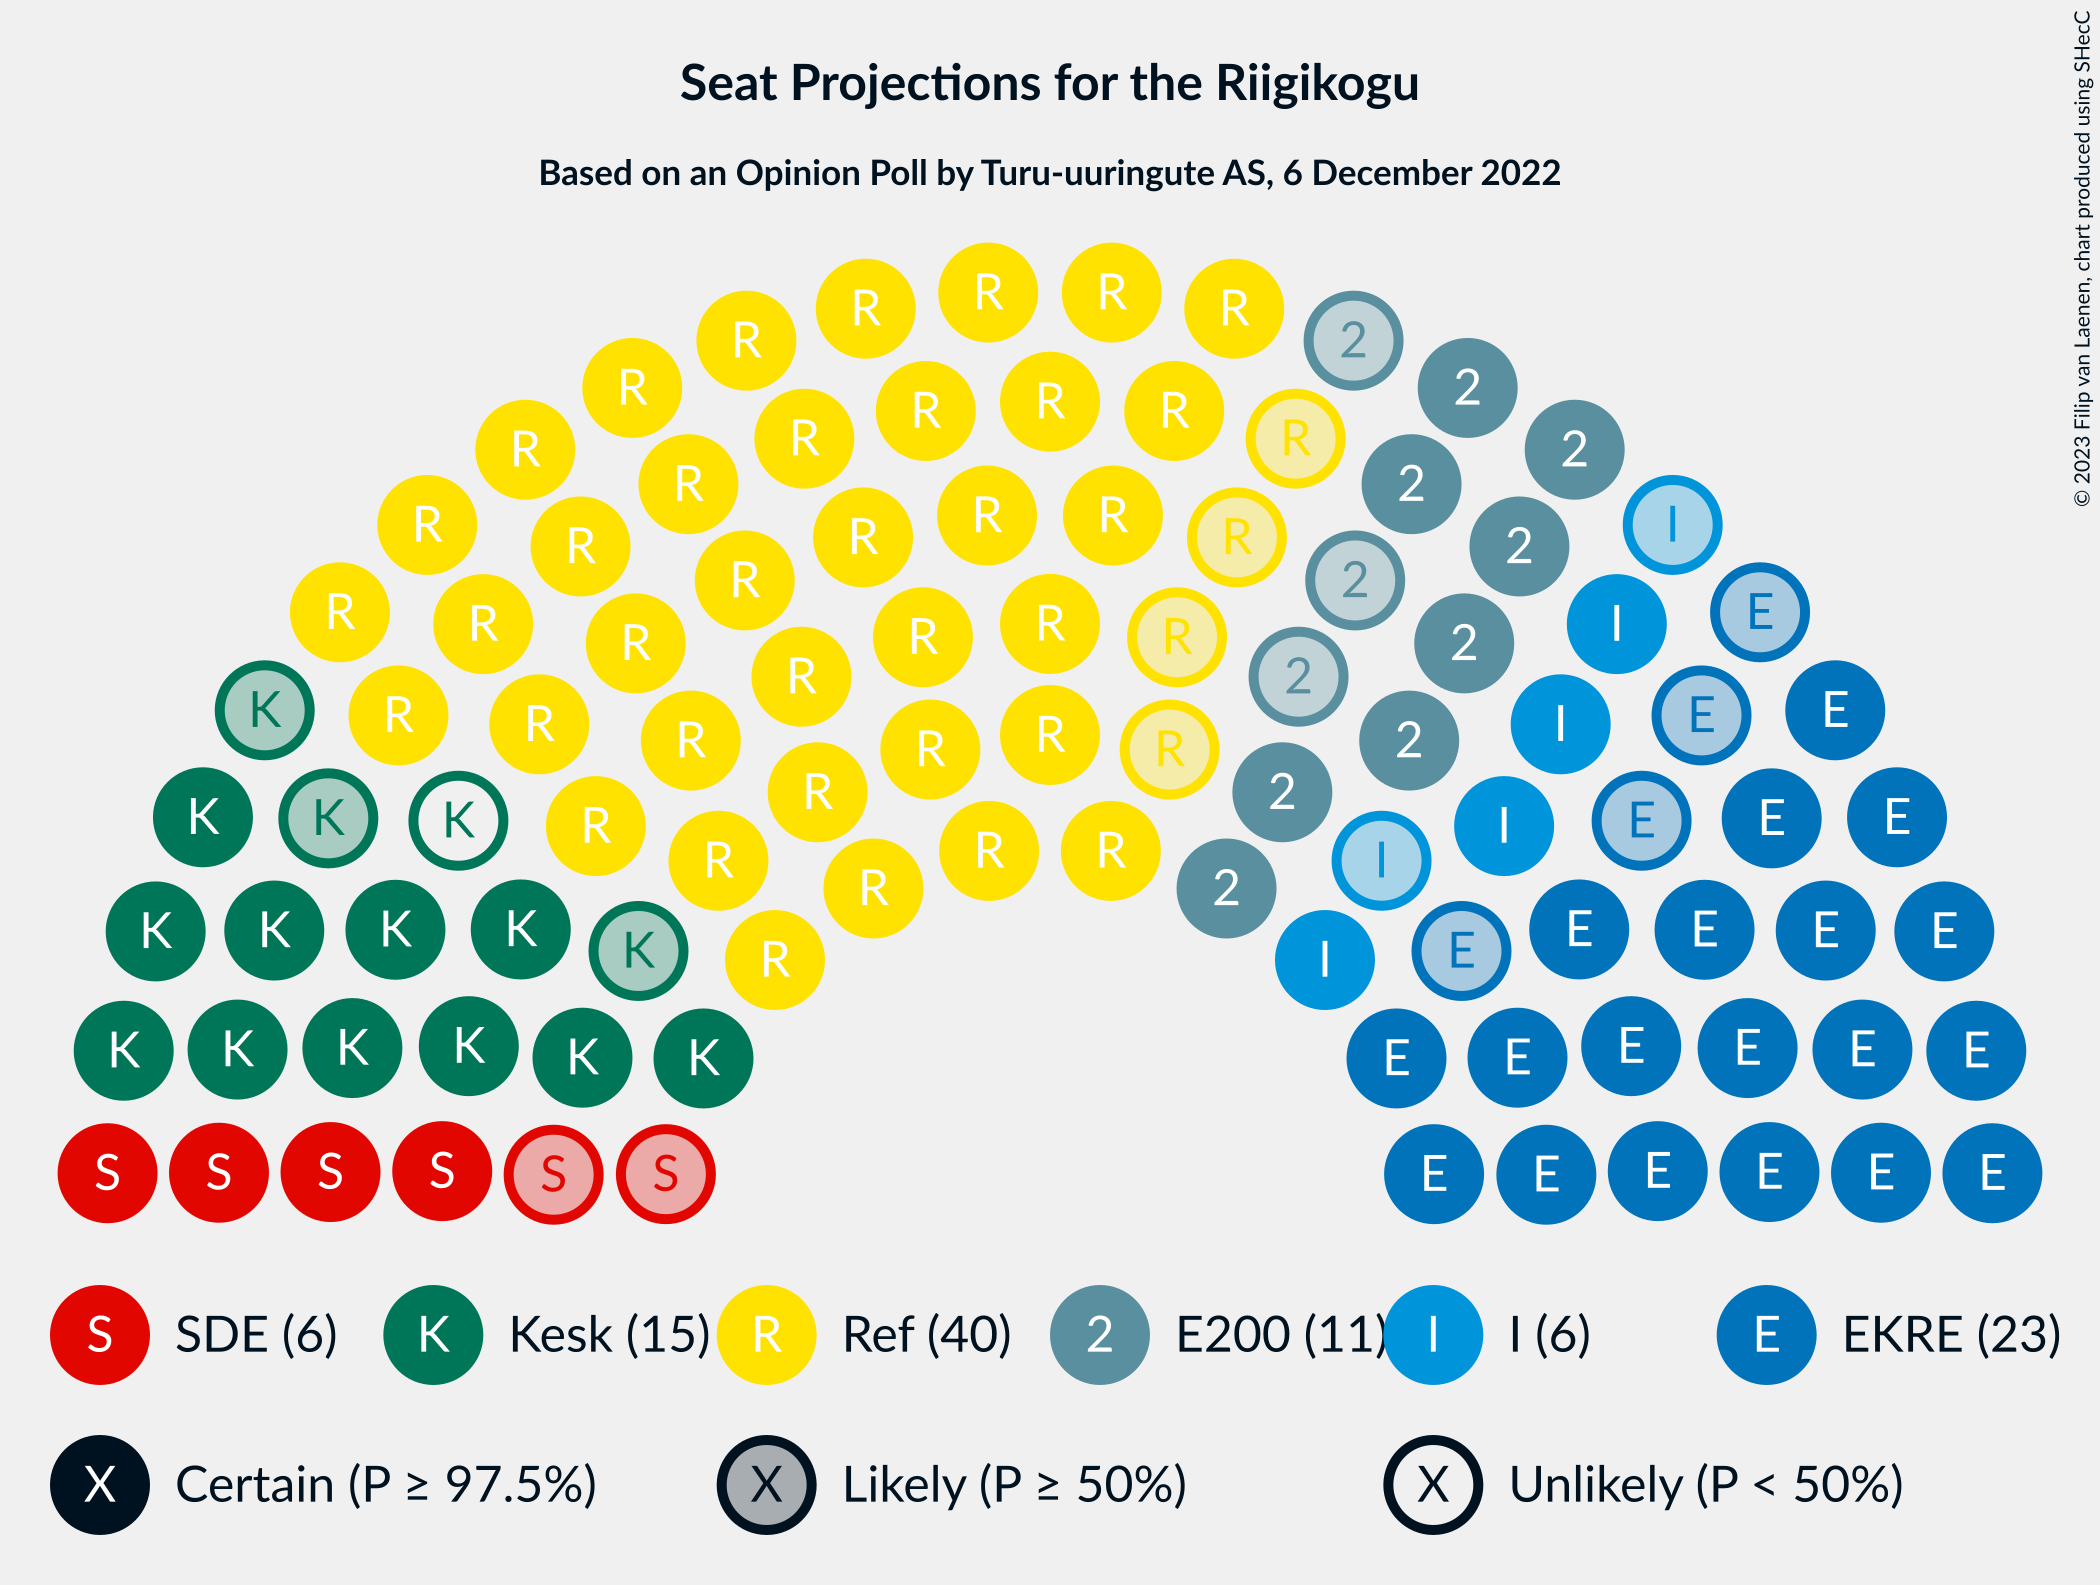 Seat Projections for the Riigikogu
Based on an Opinion Poll by Turu-uuringute AS, 6 December 2022
© 2023 Filip van Laenen, chart produced using SHecC
R R R R
R 2
R R R R R 2
R R R 2
R R R R R 2 2
R R R R 2 I
R R R R 2 I E
R R R R R 2 2 I
K R R R R R R 2 I E E
K K K R R R 2 I E E E
R R R R 2 I
K K K K K R I E E E E E
K K K K K K E E E E E E
S S S S S S E E E E E E
S SDE (6) K Kesk (15) R Ref (40) 2 E200 (11) I I (6) E EKRE (23)
X Certain (P ≥ 97.5%) X Likely (P ≥ 50%) X Unlikely (P < 50%)